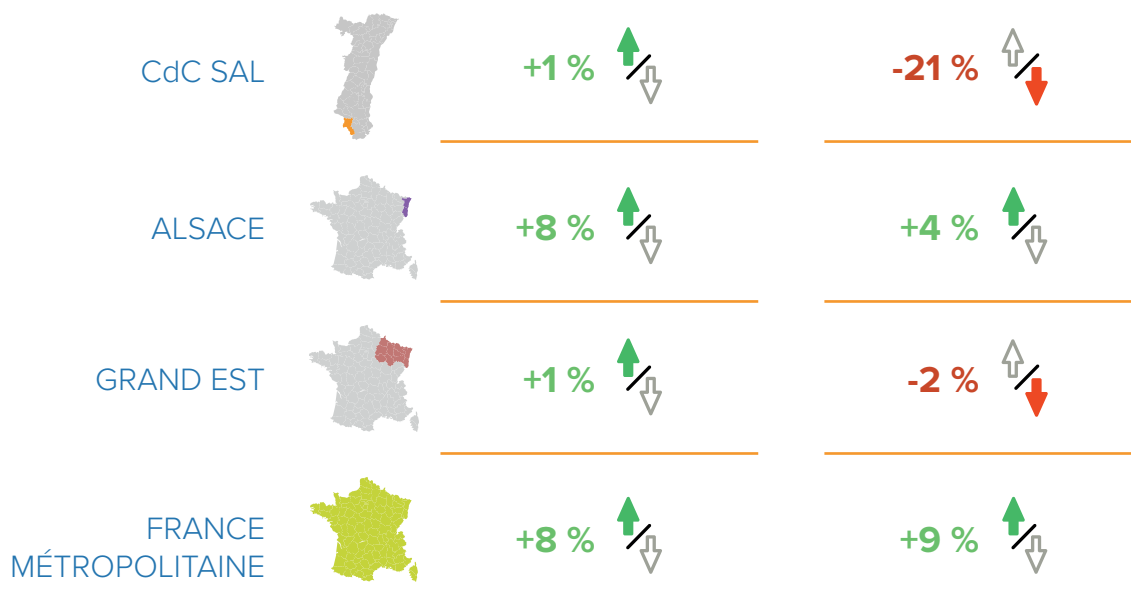 CdC SAL
+1 %
-21 %
ALSACE
+8 %
+4 %
GRAND EST
+1 %
-2 %
FRANCE
MÉTROPOLITAINE
+8 %
+9 %